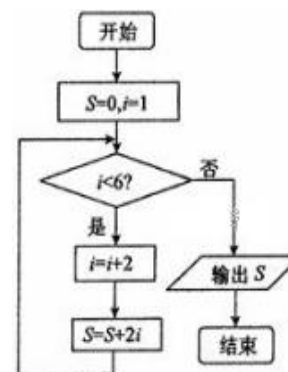 开始
S=0,i=1
i<6?
否
是
i=i+2
输出 S
S=S+2i
结束